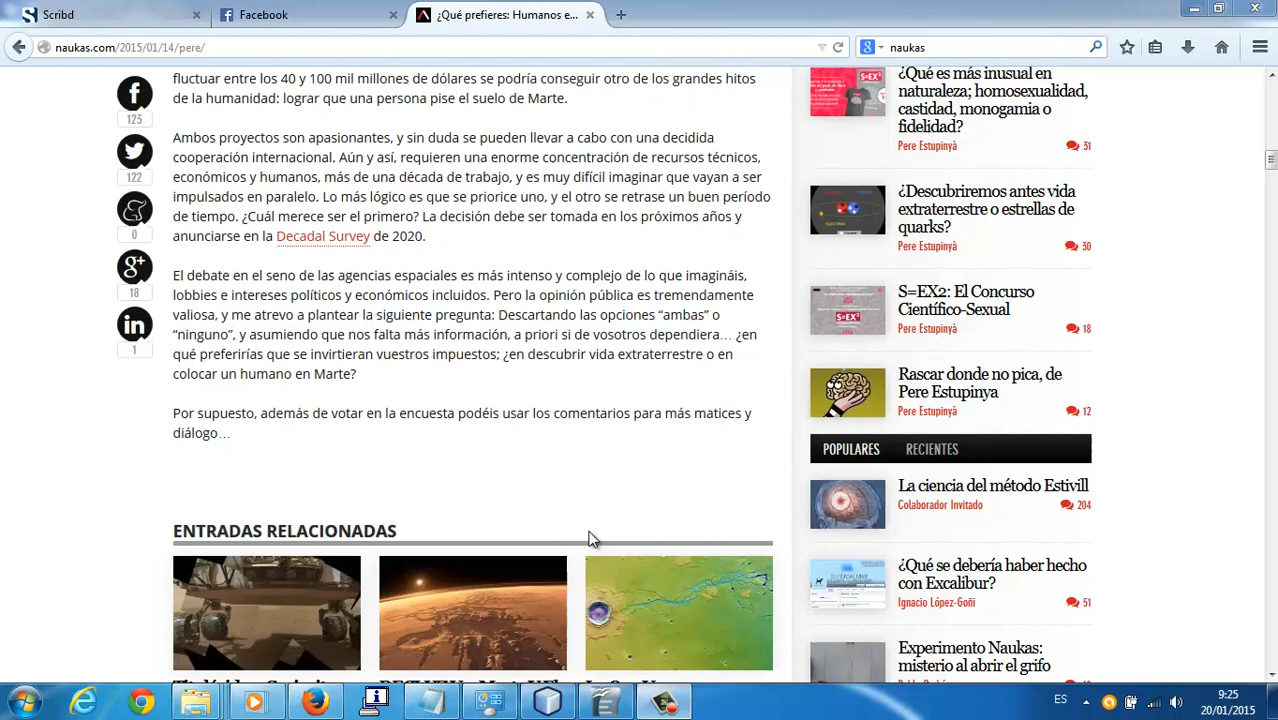 Scribd
Facebook
¿Qué prefieres: Humanos e...
naukas.com/2015/01/14/pere/
naukas
fluctuar entre los 40 y 100 mil millones de dólares se podría conseguir otro de los grandes hitos
humanidad: lograr que una persona pise el suelo de Marte.
125
Ambos proyectos son apasionantes, y sin duda se pueden llevar a cabo con una decidida
cooperación internacional. Aún y así, requieren una enorme concentración de recursos técnicos,
económicos y humanos, más de una década de trabajo, y es muy difícil imaginar que vayan a ser
impulsados en paralelo. Lo más lógico es que se priorice uno, y el otro se retrase un buen período
de tiempo. ¿Cuál merece ser el primero? La decisión debe ser tomada en los próximos años y
anunciarse en la Decadal Survey de 2020.
122
0
El debate en el seno de las agencias espaciales es más intenso y complejo de lo que imagináis,
lobbies e intereses políticos y económicos incluidos. Pero la opinión pública es tremendamente
valiosa, y me atrevo a plantear la siguiente pregunta: Descartando las opciones “ambas” o
“ninguno”, y asumiendo que nos falta más información, a priori si de vosotros dependiera… ¿en
qué preferirías que se invirtieran vuestros impuestos; ¿en descubrir vida extraterrestre o en
colocar un humano en Marte?
g+
18
in
1
Por supuesto, además de votar en la encuesta podéis usar los comentarios para más matices y
diálogo…
ENTRADAS RELACIONADAS
¿Qué es más inusual en
naturaleza; homosexualidad,
castidad, monogamia o
fidelidad?
Pere Estupinyà 31
¿Descubriremos antes vida
extraterrestre o estrellas de
quarks?
Pere Estupinyà 30
S=EX2: El Concurso
Científico-Sexual
Pere Estupinyà 18
Rascar donde no pica, de
Pere Estupinya
Pere Estupinyà 12
POPULARES RECIENTES
La ciencia del método Estivill
Colaborador Invitado 204
¿Qué se debería haber hecho
con Excalibur?
Ignacio López-Goñi 51
Experimento Naukas:
misterio al abrir el grifo
ES
9:25
20/01/2015